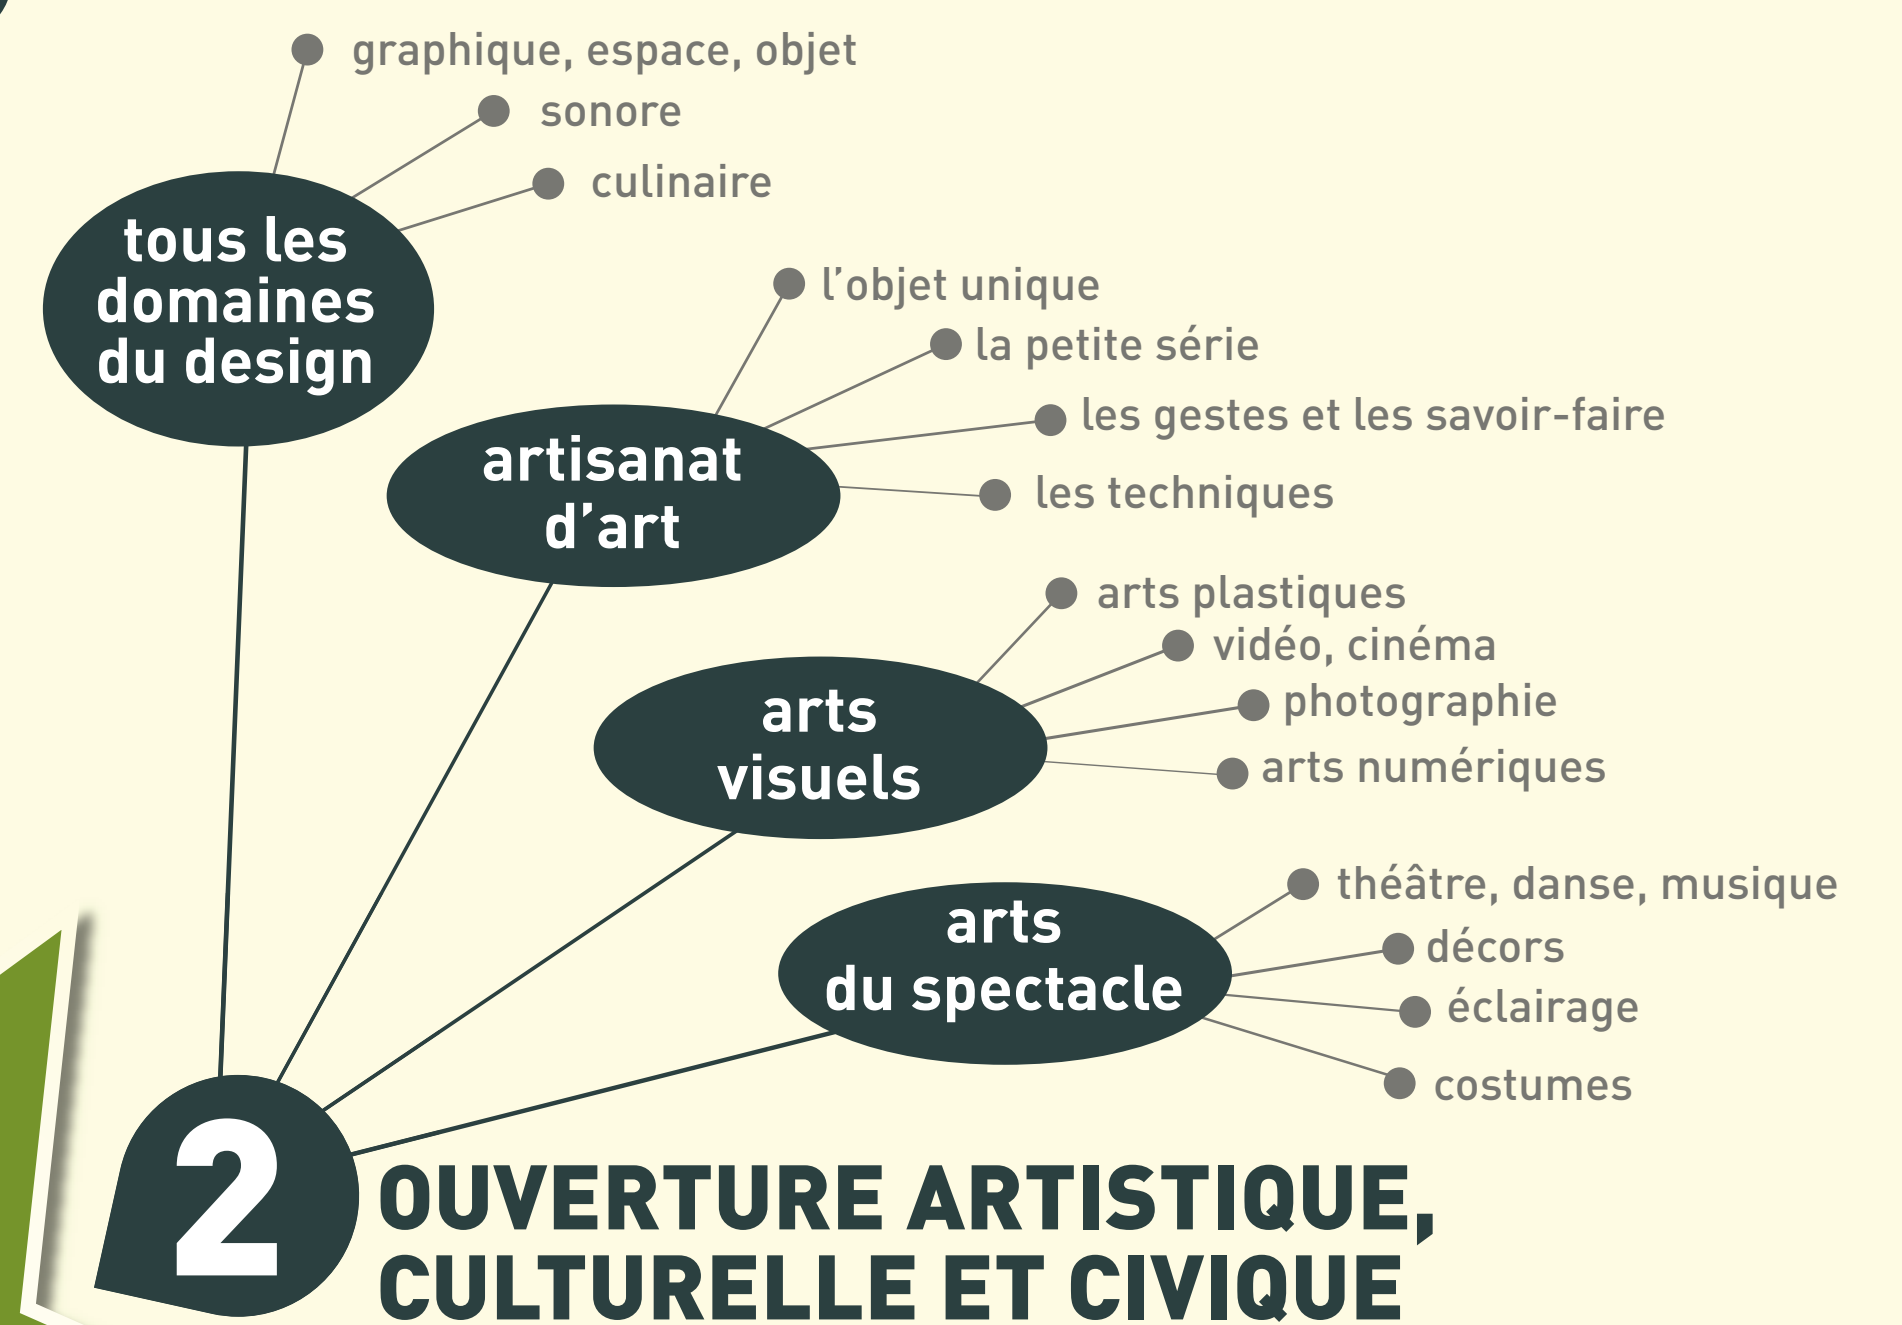 graphique, espace, objet
sonore
culinaire
tous les
domaines
du design
l’objet unique
la petite série
les gestes et les savoir-faire
les techniques
artisanat
d’art
arts plastiques
vidéo, cinéma
photographie
arts numériques
arts
visuels
théâtre, danse, musique
décors
éclairage
costumes
arts
du spectacle
2
OUVERTURE ARTISTIQUE,
CULTURELLE ET CIVIQUE